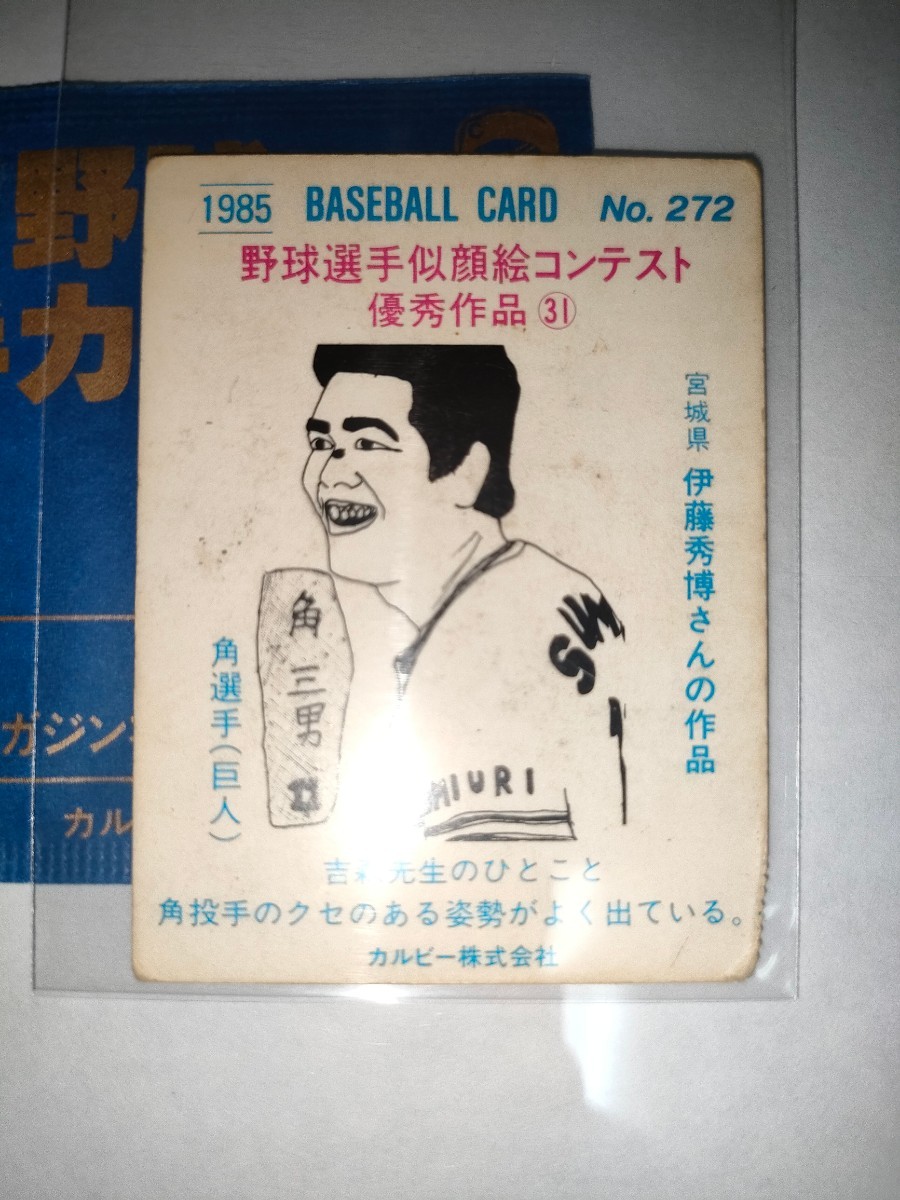 1985 BASEBALL CARD No. 272
野球選手似顔絵コンテスト
優秀作品㉛
宮城県 伊藤秀博さんの作品
角三男
角選手(巨人)
MIURI
先生のひとこと
角投手のクセのある姿勢がよく出ている。
カルビー株式会社
野球
カ
ガジン
カル